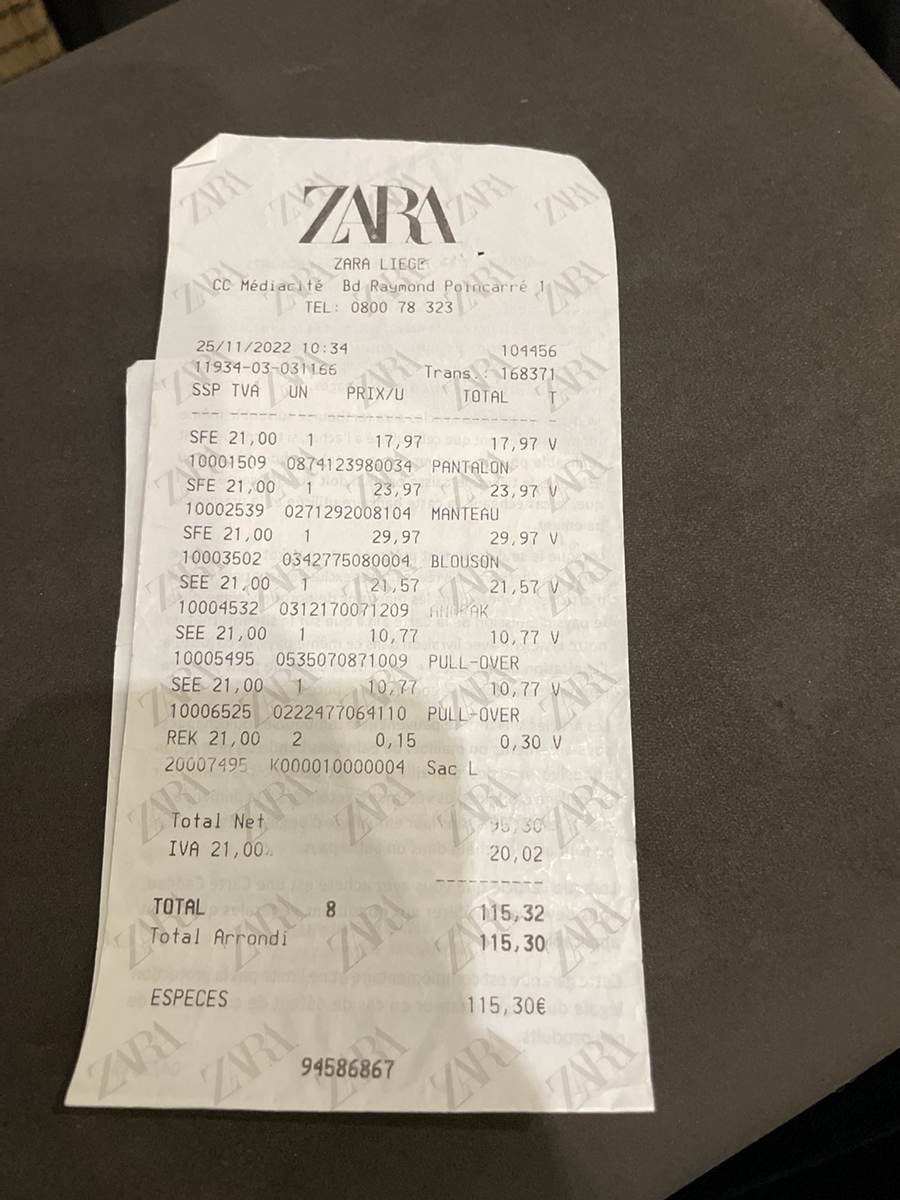 ZARA
ZARA LIEGE
CC Médiacité Bd Raymond Poincarré 1
TEL: 0800 78 323
25/11/2022 10:34 104456
11934-03-031166 Trans.: 168371
SSP TVA UN PRIX/U TOTAL T
SFE 21,00 1 17,97 17,97 V
10001509 0874123980034 PANTALON
SFE 21,00 1 23,97 23,97 V
10002539 0271292008104 MANTEAU
SFE 21,00 1 29,97 29,97 V
10003502 0342775080004 BLOUSON
SEE 21,00 1 21,57 21,57 V
10004532 0312170071209
SEE 21,00 1 10,77 10,77 V
10005495 0535070871009 PULL-OVER
SEE 21,00 1 10,77 10,77 V
10006525 0222477064110 PULL-OVER
REK 21,00 2 0,15 0,30 V
20007495 K000010000004 Sac L
Total Net 95,30
IVA 21,00% 20,02
TOTAL 8 115,32
Total Arrondi 115,30
ESPECES 115,30€
94586867